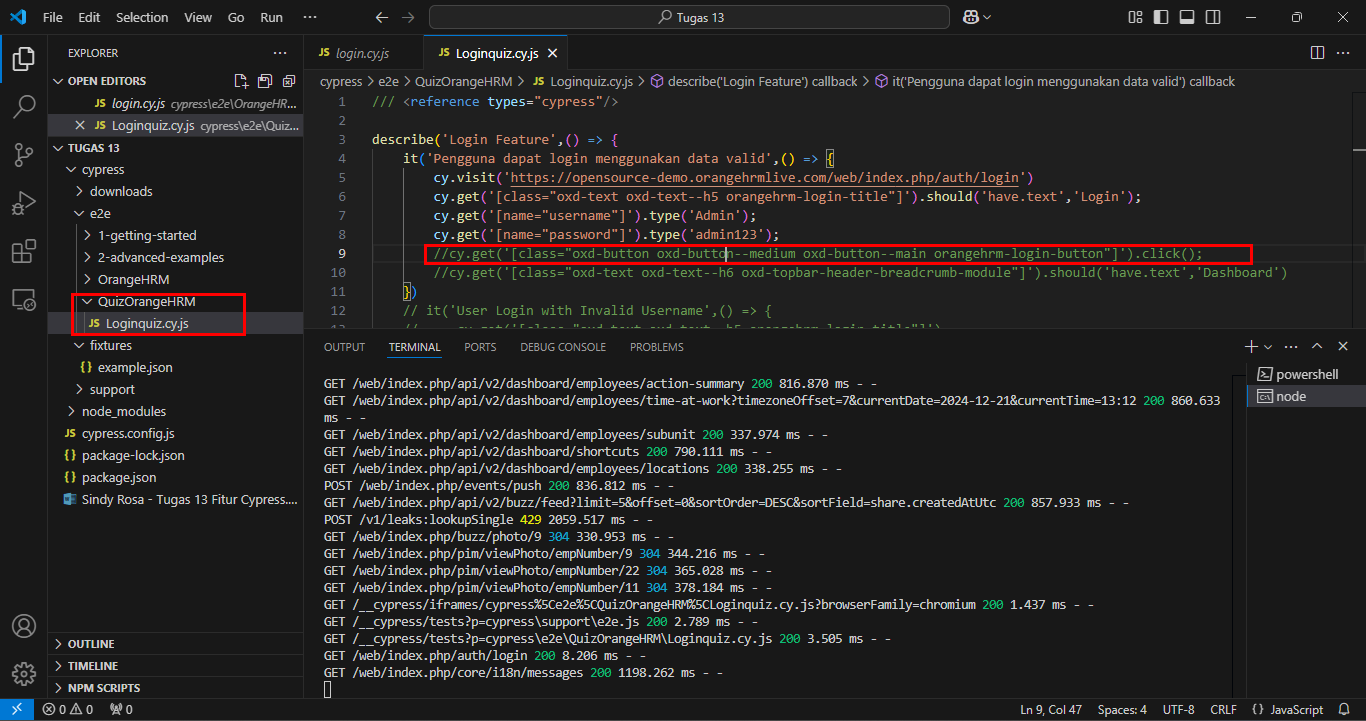 File Edit Selection View Go Run ··· Tugas 13
EXPLORER ···
OPEN EDITORS
JS login.cy.js cypress\e2e\OrangeHR...
JS Loginquiz.cy.js cypress\e2e\Quiz...
TUGAS 13
cypress
downloads
e2e
1-getting-started
2-advanced-examples
OrangeHRM
QuizOrangeHRM
JS Loginquiz.cy.js
fixtures
{} example.json
support
node_modules
JS cypress.config.js
{} package-lock.json
{} package.json
Sindy Rosa - Tugas 13 Fitur Cypress....
OUTLINE
TIMELINE
NPM SCRIPTS
JS login.cy.js JS Loginquiz.cy.js
cypress > e2e > QuizOrangeHRM > JS Loginquiz.cy.js > describe('Login Feature') callback > it('Pengguna dapat login menggunakan data valid') callback
1 /// <reference types="cypress"/>
2
3 describe('Login Feature',() => {
4 it('Pengguna dapat login menggunakan data valid',() => {
5 cy.visit('https://opensource-demo.orangehrmlive.com/web/index.php/auth/login')
6 cy.get('[class="oxd-text oxd-text--h5 orangehrm-login-title"]').should('have.text','Login');
7 cy.get('[name="username"]').type('Admin');
8 cy.get('[name="password"]').type('admin123');
9 //cy.get('[class="oxd-button oxd-button--medium oxd-button--main orangehrm-login-button"]').click();
10 //cy.get('[class="oxd-text oxd-text--h6 oxd-topbar-header-breadcrumb-module"]').should('have.text','Dashboard')
11 })
12 // it('User Login with Invalid Username',() => {
OUTPUT TERMINAL PORTS DEBUG CONSOLE PROBLEMS
GET /web/index.php/api/v2/dashboard/employees/action-summary 200 816.870 ms - -
GET /web/index.php/api/v2/dashboard/employees/time-at-work?timezoneOffset=7&currentDate=2024-12-21&currentTime=13:12 200 860.633
ms - -
GET /web/index.php/api/v2/dashboard/employees/subunit 200 337.974 ms - -
GET /web/index.php/api/v2/dashboard/shortcuts 200 790.111 ms - -
GET /web/index.php/api/v2/dashboard/employees/locations 200 338.255 ms - -
POST /web/index.php/events/push 200 836.812 ms - -
GET /web/index.php/api/v2/buzz/feed?limit=5&offset=0&sortOrder=DESC&sortField=share.createdAtUtc 200 857.933 ms - -
POST /v1/leaks:lookupSingle 429 2059.517 ms - -
GET /web/index.php/buzz/photo/9 304 330.953 ms - -
GET /web/index.php/pim/viewPhoto/empNumber/9 304 344.216 ms - -
GET /web/index.php/pim/viewPhoto/empNumber/22 304 365.028 ms - -
GET /web/index.php/pim/viewPhoto/empNumber/11 304 378.184 ms - -
GET /__cypress/iframes/cypress%5Ce2e%5CQuizOrangeHRM%5CLoginquiz.cy.js?browserFamily=chromium 200 1.437 ms - -
GET /__cypress/tests?p=cypress\support\e2e.js 200 2.789 ms - -
GET /__cypress/tests?p=cypress\e2e\QuizOrangeHRM\Loginquiz.cy.js 200 3.505 ms - -
GET /web/index.php/auth/login 200 8.206 ms - -
GET /web/index.php/core/i18n/messages 200 1198.262 ms - -
powershell
node
0 0 0 Ln 9, Col 47 Spaces: 4 UTF-8 CRLF {} JavaScript